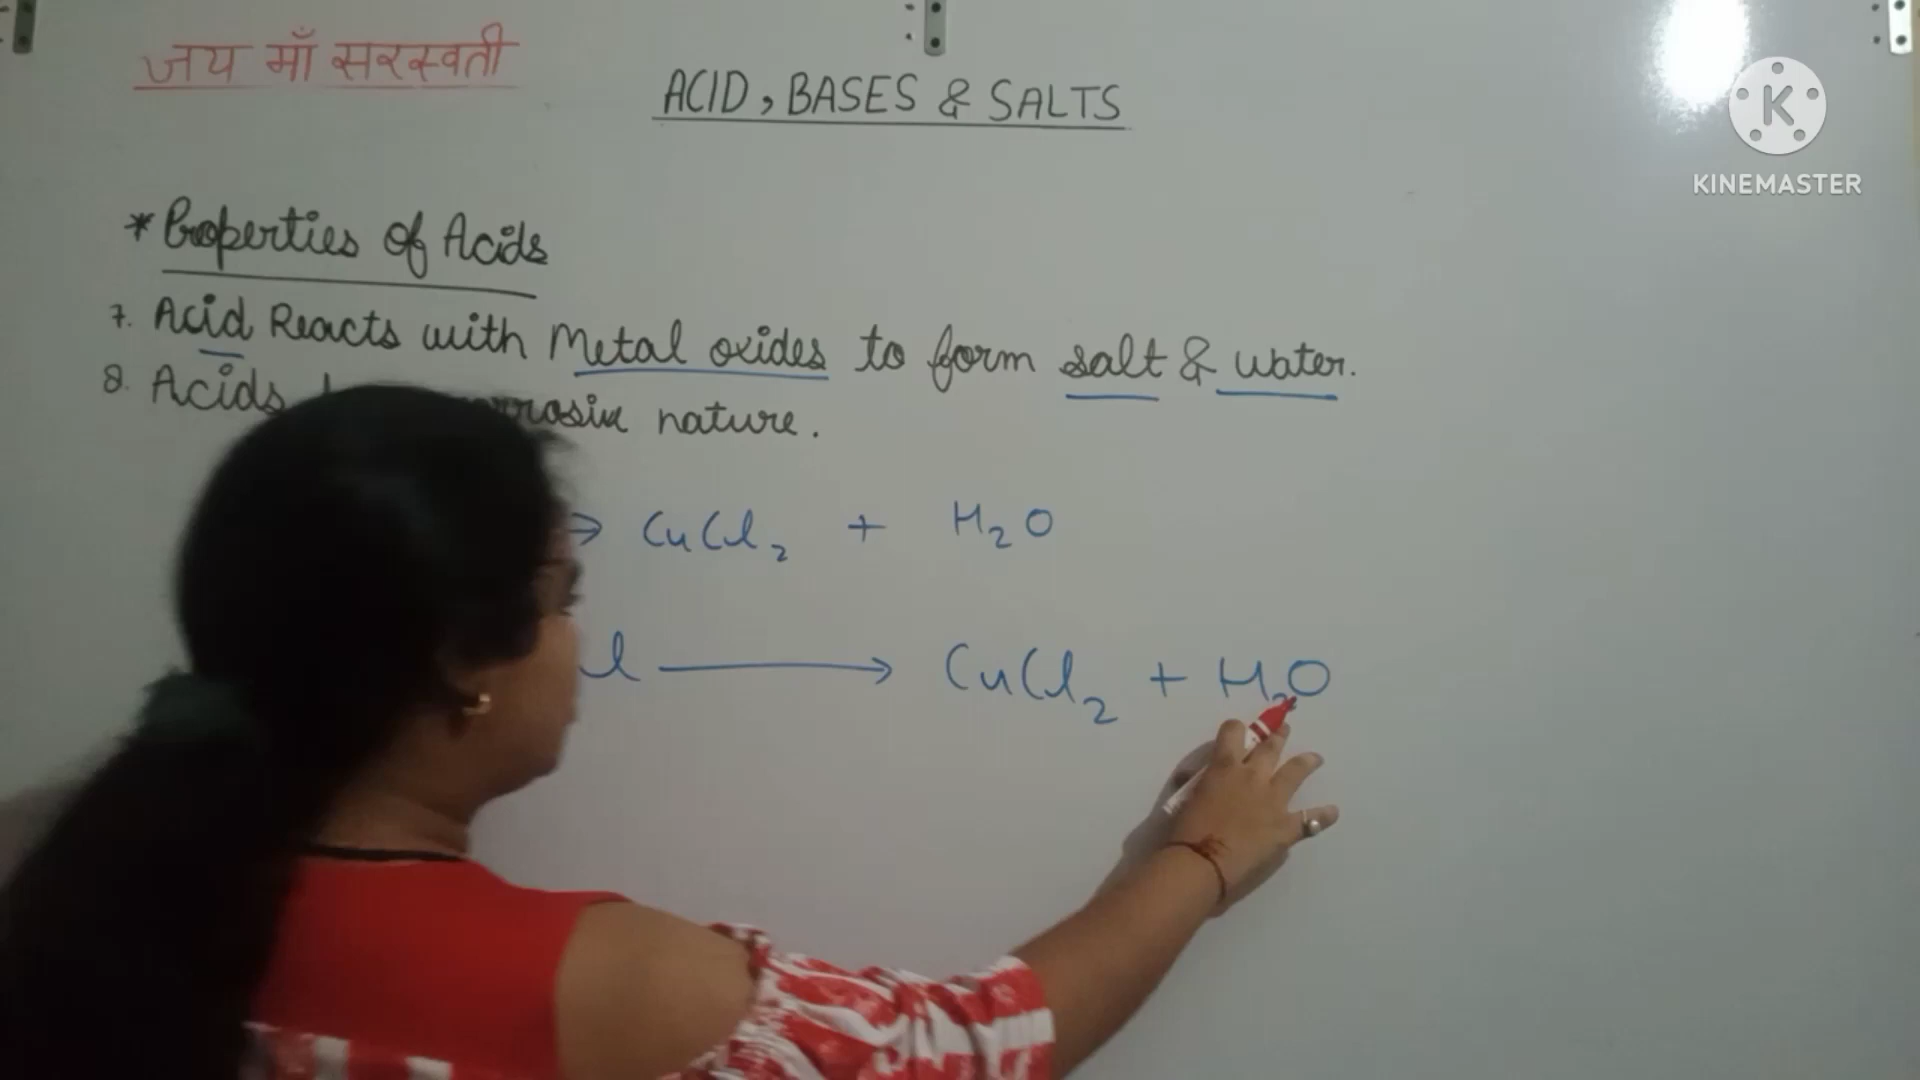 जय माँ सरस्वती
ACID, BASES & SALTS
K
KINEMASTER
* Properties of Acids
7. Acid Reacts with Metal oxides to form salt & water.
8. Acids nature.
→ CuCl₂ + H₂O
l → CuCl₂ + H₂O